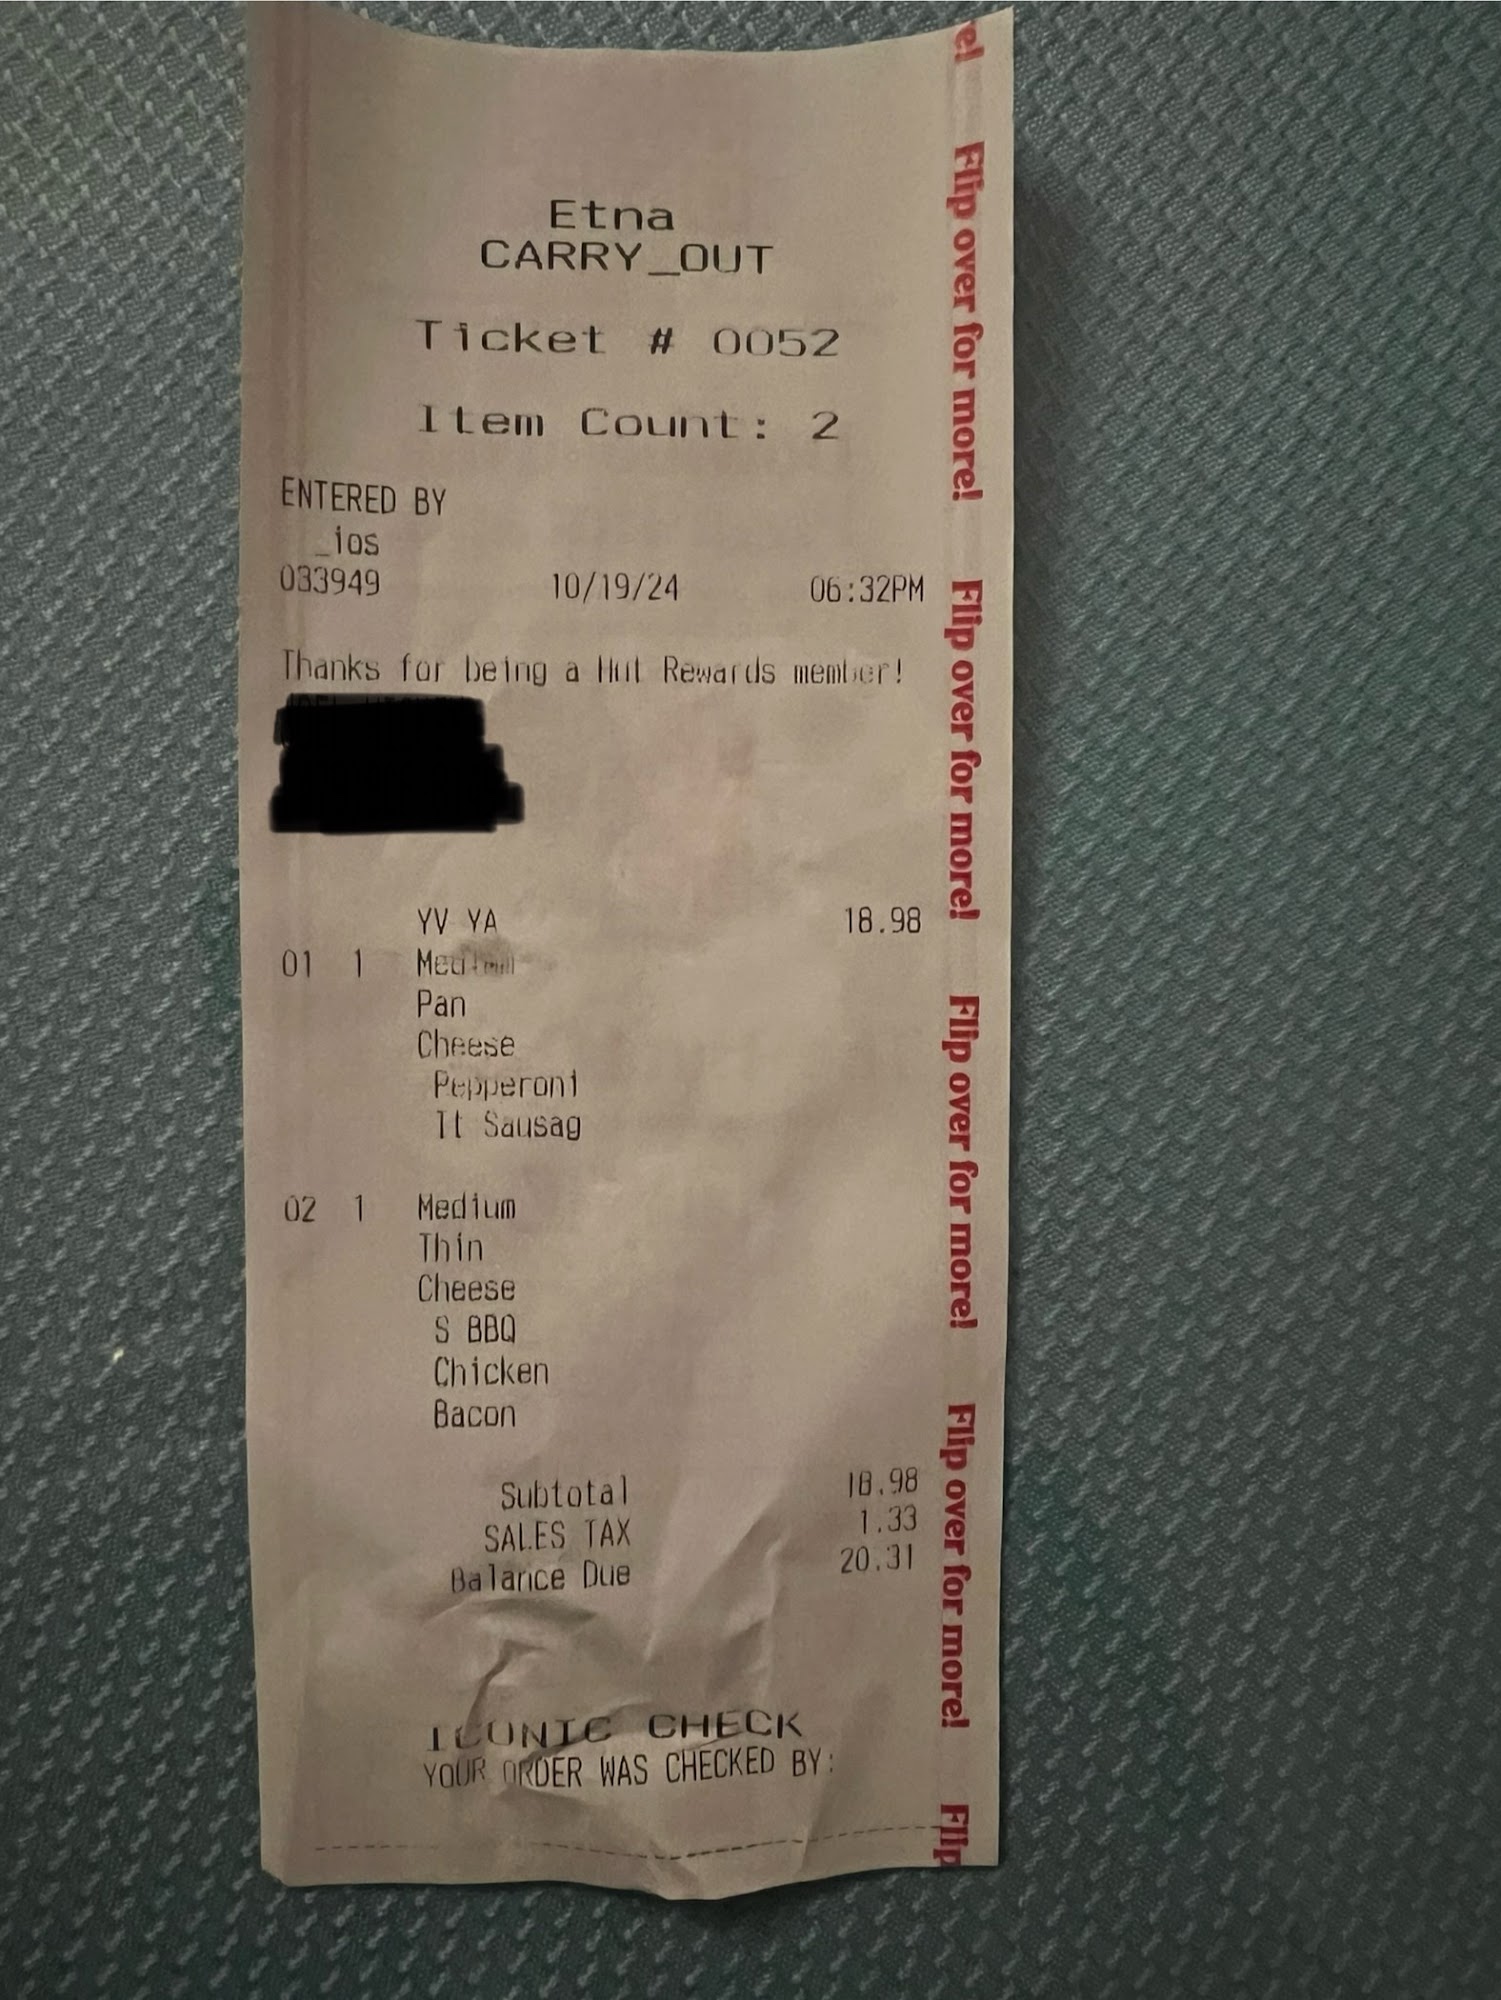 Etna
CARRY_OUT
Ticket # 0052
Item Count: 2
ENTERED BY
_ios
033949 10/19/24 06:32PM
Thanks for being a Hut Rewards member!
YV YA 18.98
01 1 Medium
Pan
Cheese
Pepperoni
It Sausag
02 1 Medium
Thin
Cheese
S BBQ
Chicken
Bacon
Subtotal 18.98
SALES TAX 1.33
Balance Due 20.31
ICONIC CHECK
YOUR ORDER WAS CHECKED BY:
e!
Flip over for more!
Flip over for more!
Flip over for more!
Flip over for more!
Flip